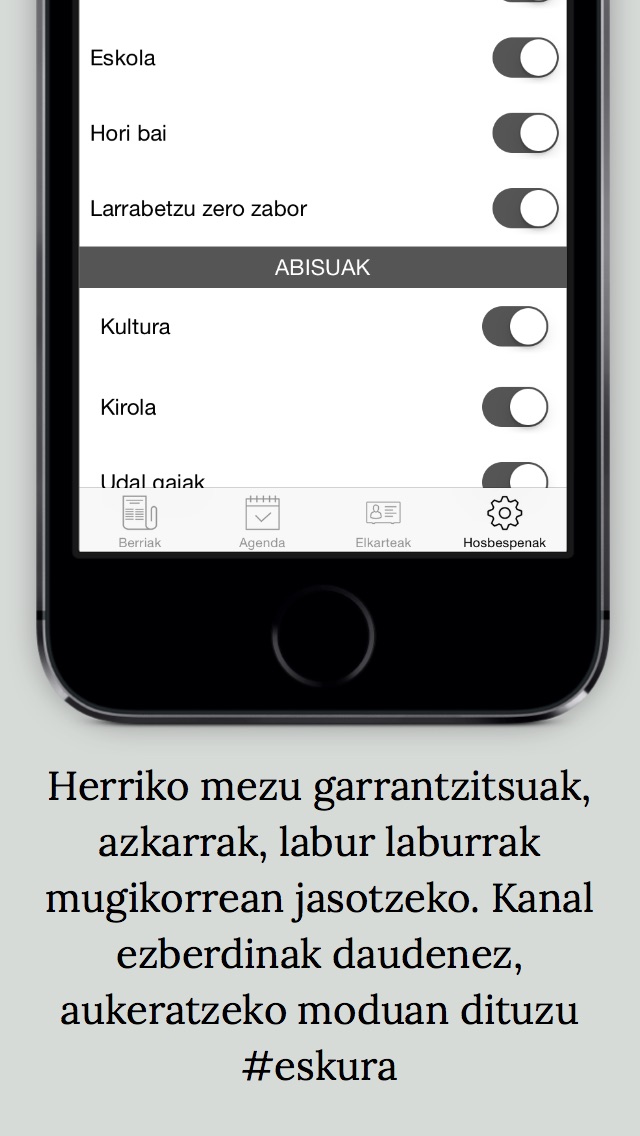 Eskola
Hori bai
Larrabetzu zero zabor
ABISUAK
Kultura
Kirola
Udal gaiak
Berriak
Agenda
Elkarteak
Hosbespenak
Herriko mezu garrantzitsuak,
azkarrak, labur laburrak
mugikorrean jasotzeko. Kanal
ezberdinak daudenez,
aukeratzeko moduan dituzu
#eskura